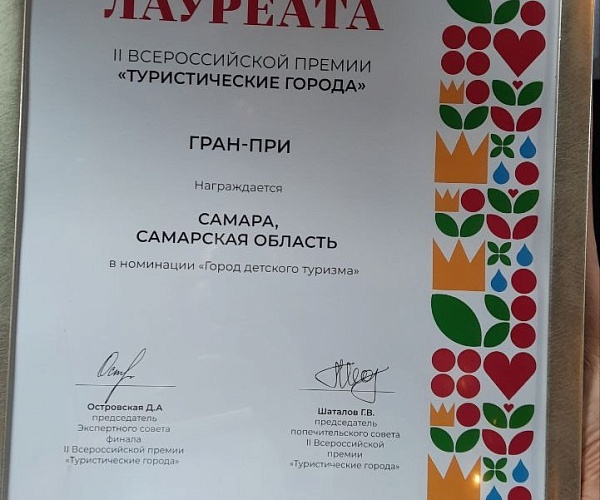 ЛАУРЕАТА
II ВСЕРОССИЙСКОЙ ПРЕМИИ
«ТУРИСТИЧЕСКИЕ ГОРОДА»
ГРАН-ПРИ
Награждается
САМАРА,
САМАРСКАЯ ОБЛАСТЬ
в номинации «Город детского туризма»
Островская Д.А
председатель
Экспертного совета
финала
II Всероссийской премии
«Туристические города»
Шаталов Г.В.
председатель
попечительского совета
II Всероссийской
премии
«Туристические города»